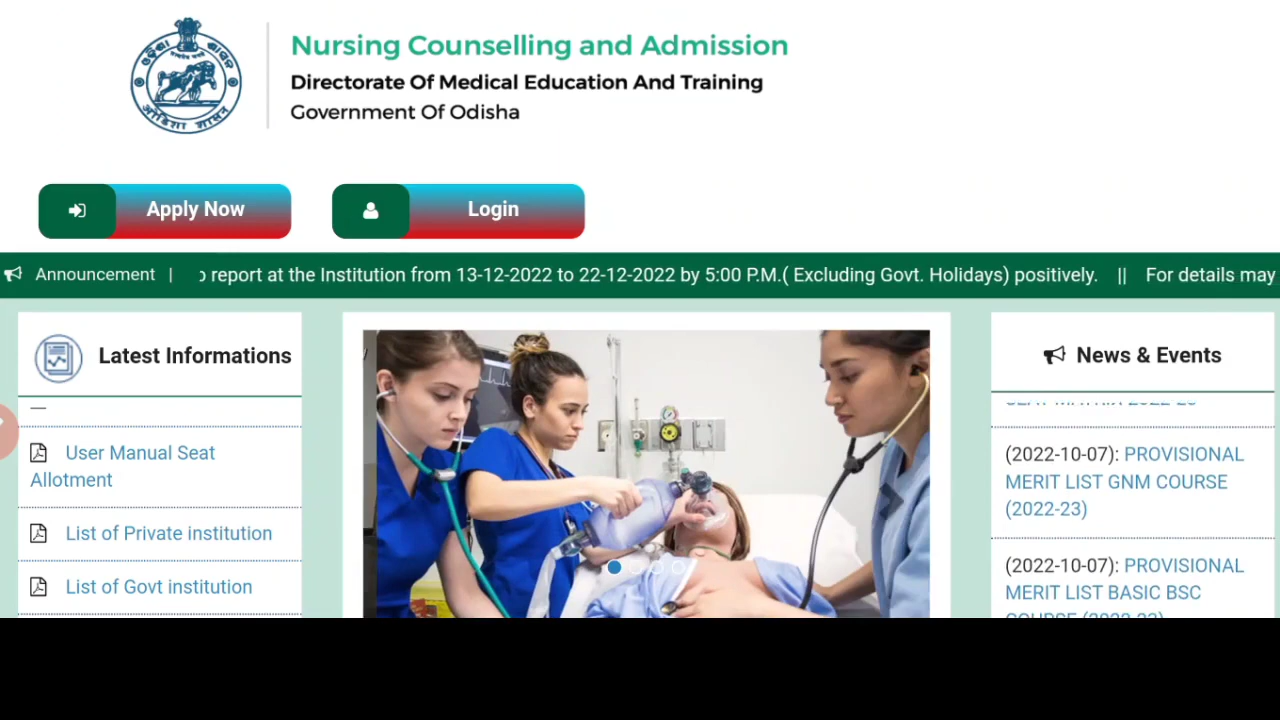 Nursing Counselling and Admission
Directorate Of Medical Education And Training
Government Of Odisha
Apply Now
Login
Announcement | report at the Institution from 13-12-2022 to 22-12-2022 by 5:00 P.M.( Excluding Govt. Holidays) positively. || For details may
Latest Informations
User Manual Seat
Allotment
List of Private institution
List of Govt institution
News & Events
(2022-10-07): PROVISIONAL
MERIT LIST GNM COURSE
(2022-23)
(2022-10-07): PROVISIONAL
MERIT LIST BASIC BSC